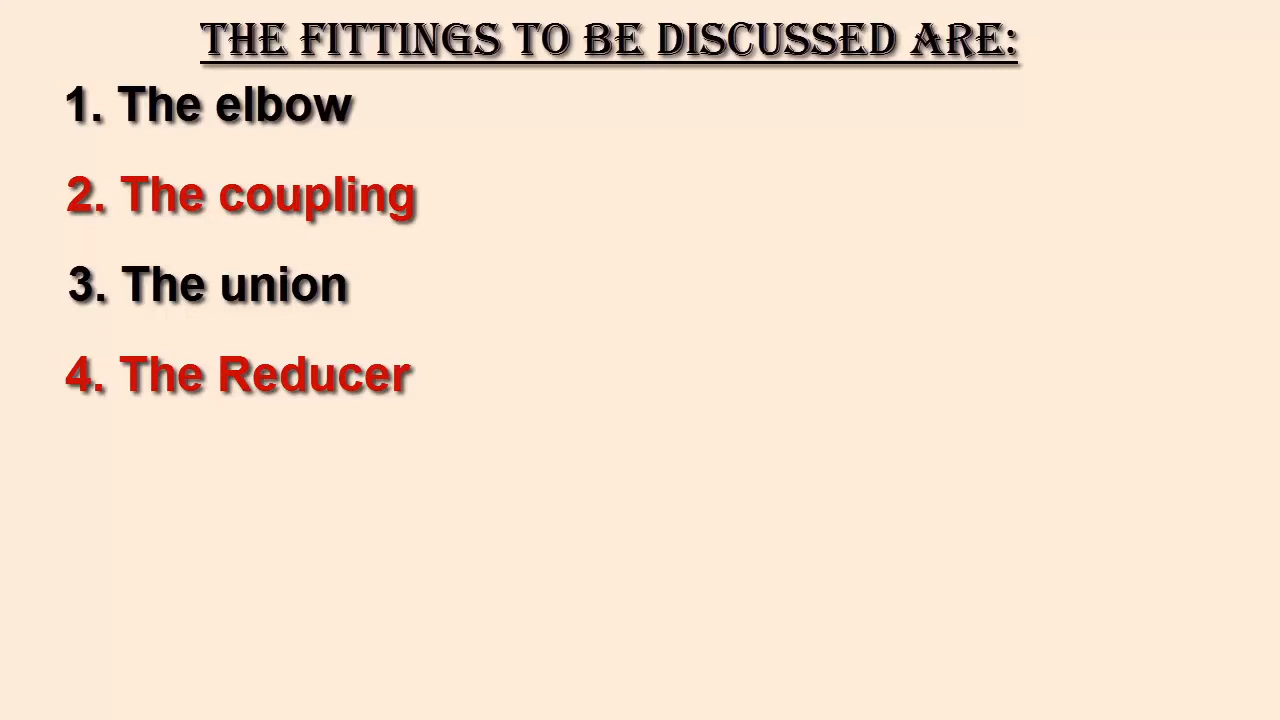 THE FITTINGS TO BE DISCUSSED ARE:
1. The elbow
2. The coupling
3. The union
4. The Reducer